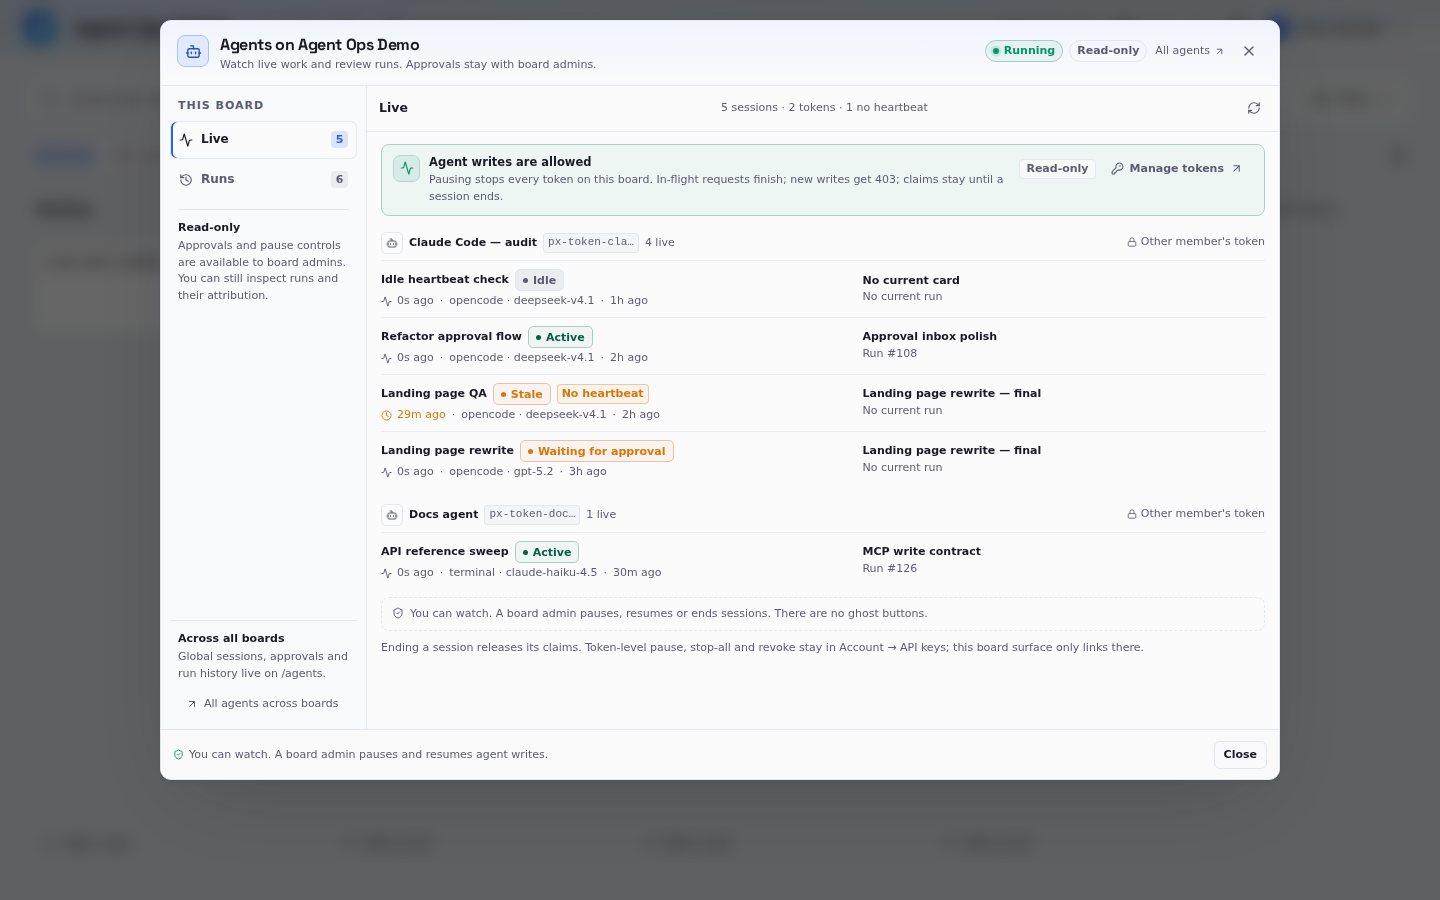 Agents on Agent Ops Demo
Watch live work and review runs. Approvals stay with board admins.
Running
Read-only
All agents
THIS BOARD
Live
5
Runs
6
Read-only
Approvals and pause controls
are available to board admins.
You can still inspect runs and
their attribution.
Across all boards
Global sessions, approvals and
run history live on /agents.
All agents across boards
Live
5 sessions · 2 tokens · 1 no heartbeat
Agent writes are allowed
Pausing stops every token on this board. In-flight requests finish; new writes get 403; claims stay until a
session ends.
Read-only
Manage tokens
Claude Code — audit
px-token-cla…
4 live
Other member's token
Idle heartbeat check
Idle
0s ago · opencode · deepseek-v4.1 · 1h ago
No current card
No current run
Refactor approval flow
Active
0s ago · opencode · deepseek-v4.1 · 2h ago
Approval inbox polish
Run #108
Landing page QA
Stale
No heartbeat
29m ago · opencode · deepseek-v4.1 · 2h ago
Landing page rewrite — final
No current run
Landing page rewrite
Waiting for approval
0s ago · opencode · gpt-5.2 · 3h ago
Landing page rewrite — final
No current run
Docs agent
px-token-doc…
1 live
Other member's token
API reference sweep
Active
0s ago · terminal · claude-haiku-4.5 · 30m ago
MCP write contract
Run #126
You can watch. A board admin pauses, resumes or ends sessions. There are no ghost buttons.
Ending a session releases its claims. Token-level pause, stop-all and revoke stay in Account → API keys; this board surface only links there.
You can watch. A board admin pauses and resumes agent writes.
Close